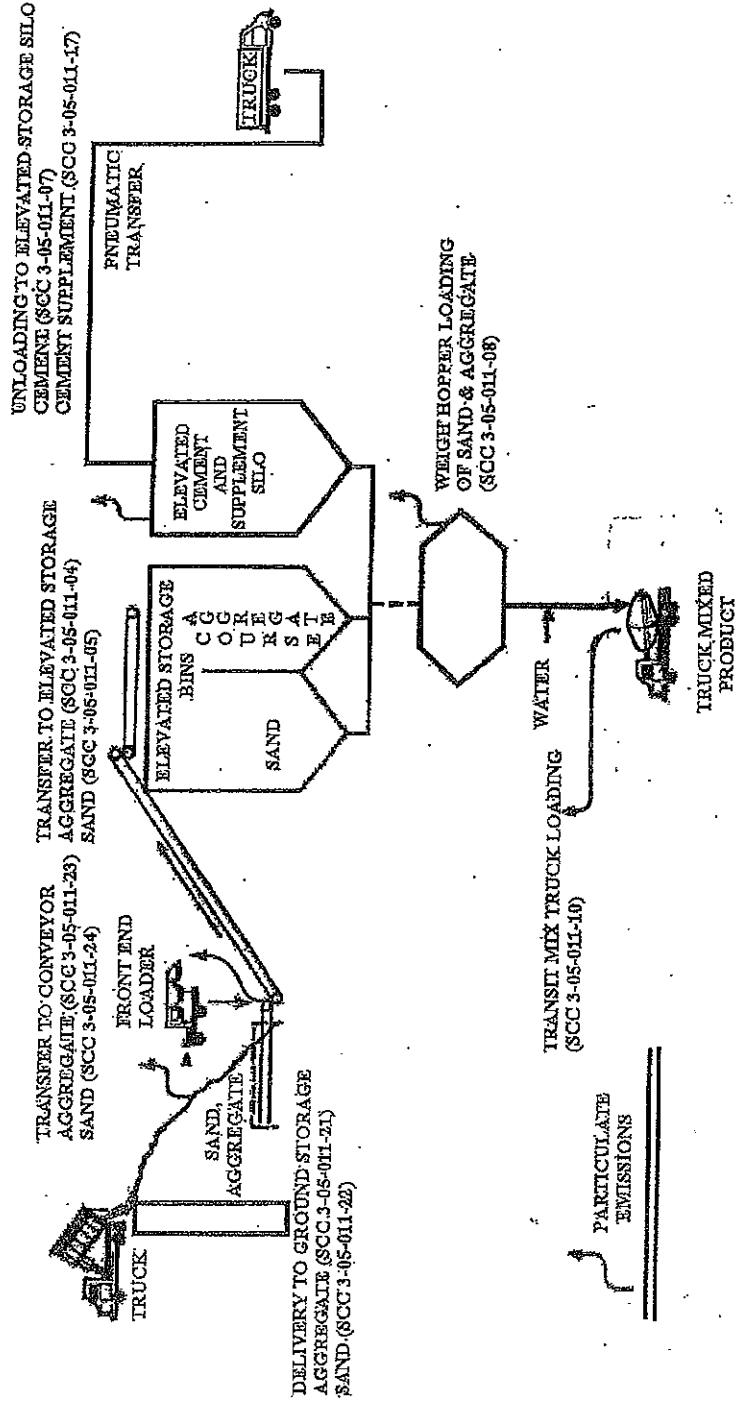 TRUCK
DELIVERY TO GROUND STORAGE
AGGREGATE (SCC 3-05-011-21)
SAND (SCC 3-05-011-22)
TRANSFER TO CONVEYOR
AGGREGATE (SCC 3-05-011-23)
SAND (SCC 3-05-011-24)
FRONT END
LOADER
SAND,
AGGREGATE
TRANSFER TO ELEVATED STORAGE
AGGREGATE (SCC 3-05-011-04)
SAND (SCC 3-05-011-05)
ELEVATED STORAGE
BINS
SAND
COURSE
AGGREGATE
UNLOADING TO ELEVATED STORAGE SILO
CEMENT (SCC 3-05-011-07)
CEMENT SUPPLEMENT (SCC 3-05-011-17)
PNEUMATIC
TRANSFER
TRUCK
ELEVATED
CEMENT
AND
SUPPLEMENT
SILO
WEIGH HOPPER LOADING
OF SAND & AGGREGATE
(SCC 3-05-011-08)
WATER
TRANSIT MIX TRUCK LOADING
(SCC 3-05-011-10)
TRUCK MIXED
PRODUCT
PARTICULATE
EMISSIONS